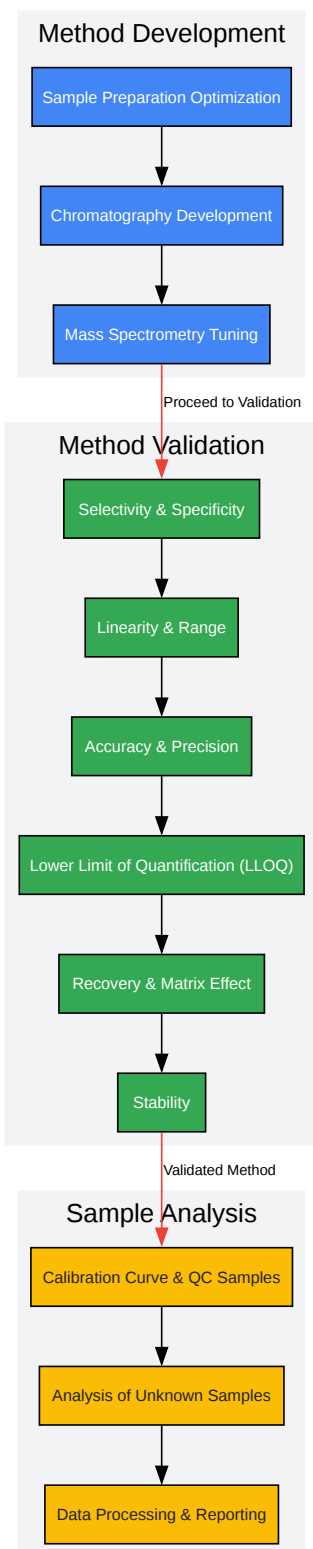 Method Development
Sample Preparation Optimization
Chromatography Development
Mass Spectrometry Tuning
Proceed to Validation
Method Validation
Selectivity & Specificity
Linearity & Range
Accuracy & Precision
Lower Limit of Quantification (LLOQ)
Recovery & Matrix Effect
Stability
Validated Method
Sample Analysis
Calibration Curve & QC Samples
Analysis of Unknown Samples
Data Processing & Reporting